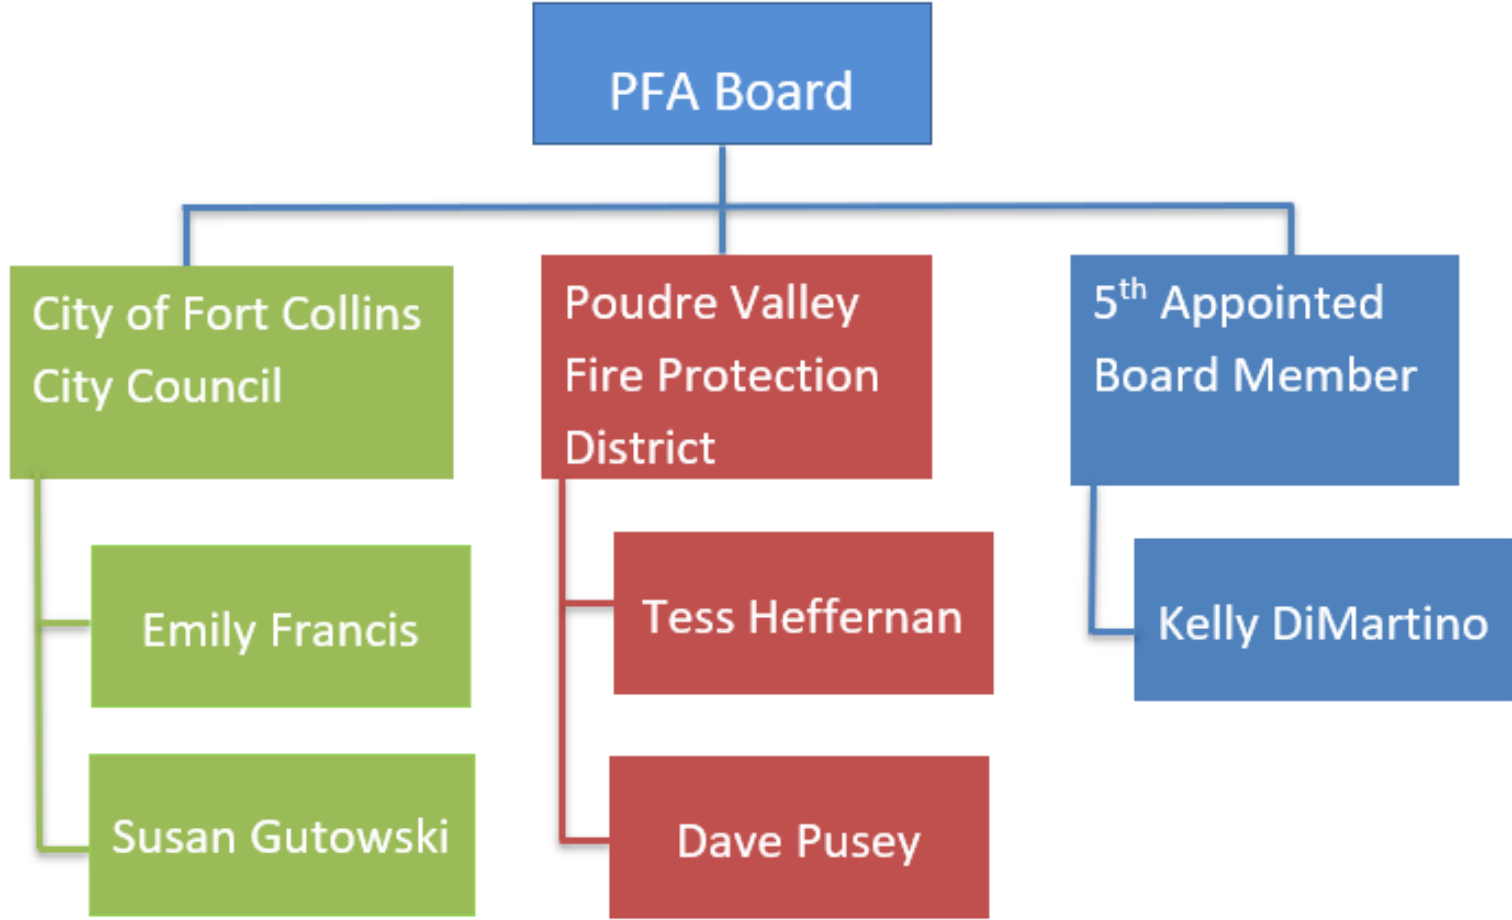 PFA Board
City of Fort Collins
City Council
Emily Francis
Susan Gutowski
Poudre Valley
Fire Protection
District
Tess Heffernan
Dave Pusey
5th Appointed
Board Member
Kelly DiMartino